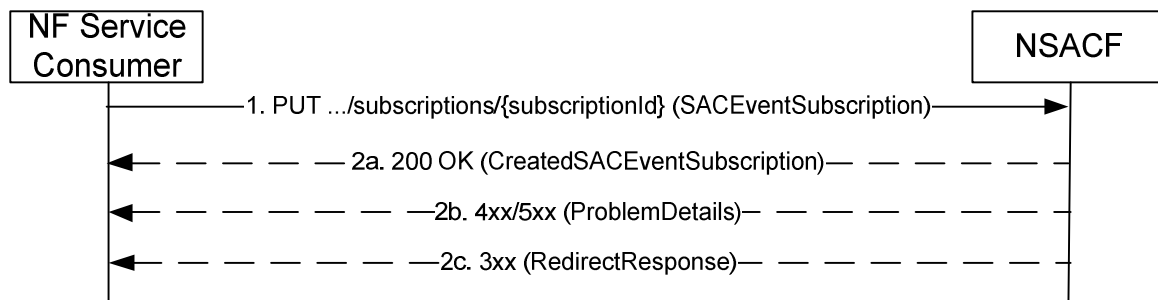 NF Service
Consumer
NSACF
1. PUT .../subscriptions/{subscriptionId} (SACEventSubscription)
2a. 200 OK (CreatedSACEventSubscription)
2b. 4xx/5xx (ProblemDetails)
2c. 3xx (RedirectResponse)